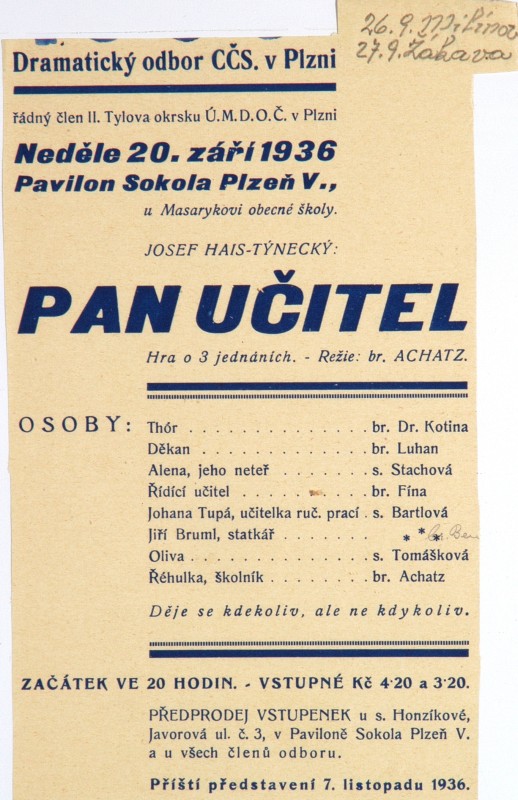 26. 9.
27. 9. Žákava
Dramatický odbor CČS. v Plzni
řádný člen II. Tylova okrsku Ú.M.D.O.Č. v Plzni
Neděle 20. září 1936
Pavilon Sokola Plzeň V.,
u Masarykovi obecné školy.
JOSEF HAIS-TÝNECKÝ:
PAN UČITEL
Hra o 3 jednáních. - Režie: br. ACHATZ.
OSOBY:
Thór . . . . . . . . . . . . . . . br. Dr. Kotina
Děkan . . . . . . . . . . . . . . br. Luhan
Alena, jeho neteř . . . . . . . s. Stachová
Řídící učitel . . . . . . . . . . . br. Fína
Johana Tupá, učitelka ruč. prací . s. Bartlová
Jiří Bruml, statkář . . . . . . . * * *
Oliva . . . . . . . . . . . . . . . s. Tomášková
Řéhulka, školník . . . . . . . . br. Achatz
Děje se kdekoliv, ale ne kdykoliv.
ZAČÁTEK VE 20 HODIN. - VSTUPNÉ Kč 4·20 a 3·20.
PŘEDPRODEJ VSTUPENEK u s. Honzíkové,
Javorová ul. č. 3, v Paviloně Sokola Plzeň V.
a u všech členů odboru.
Příští představení 7. listopadu 1936.